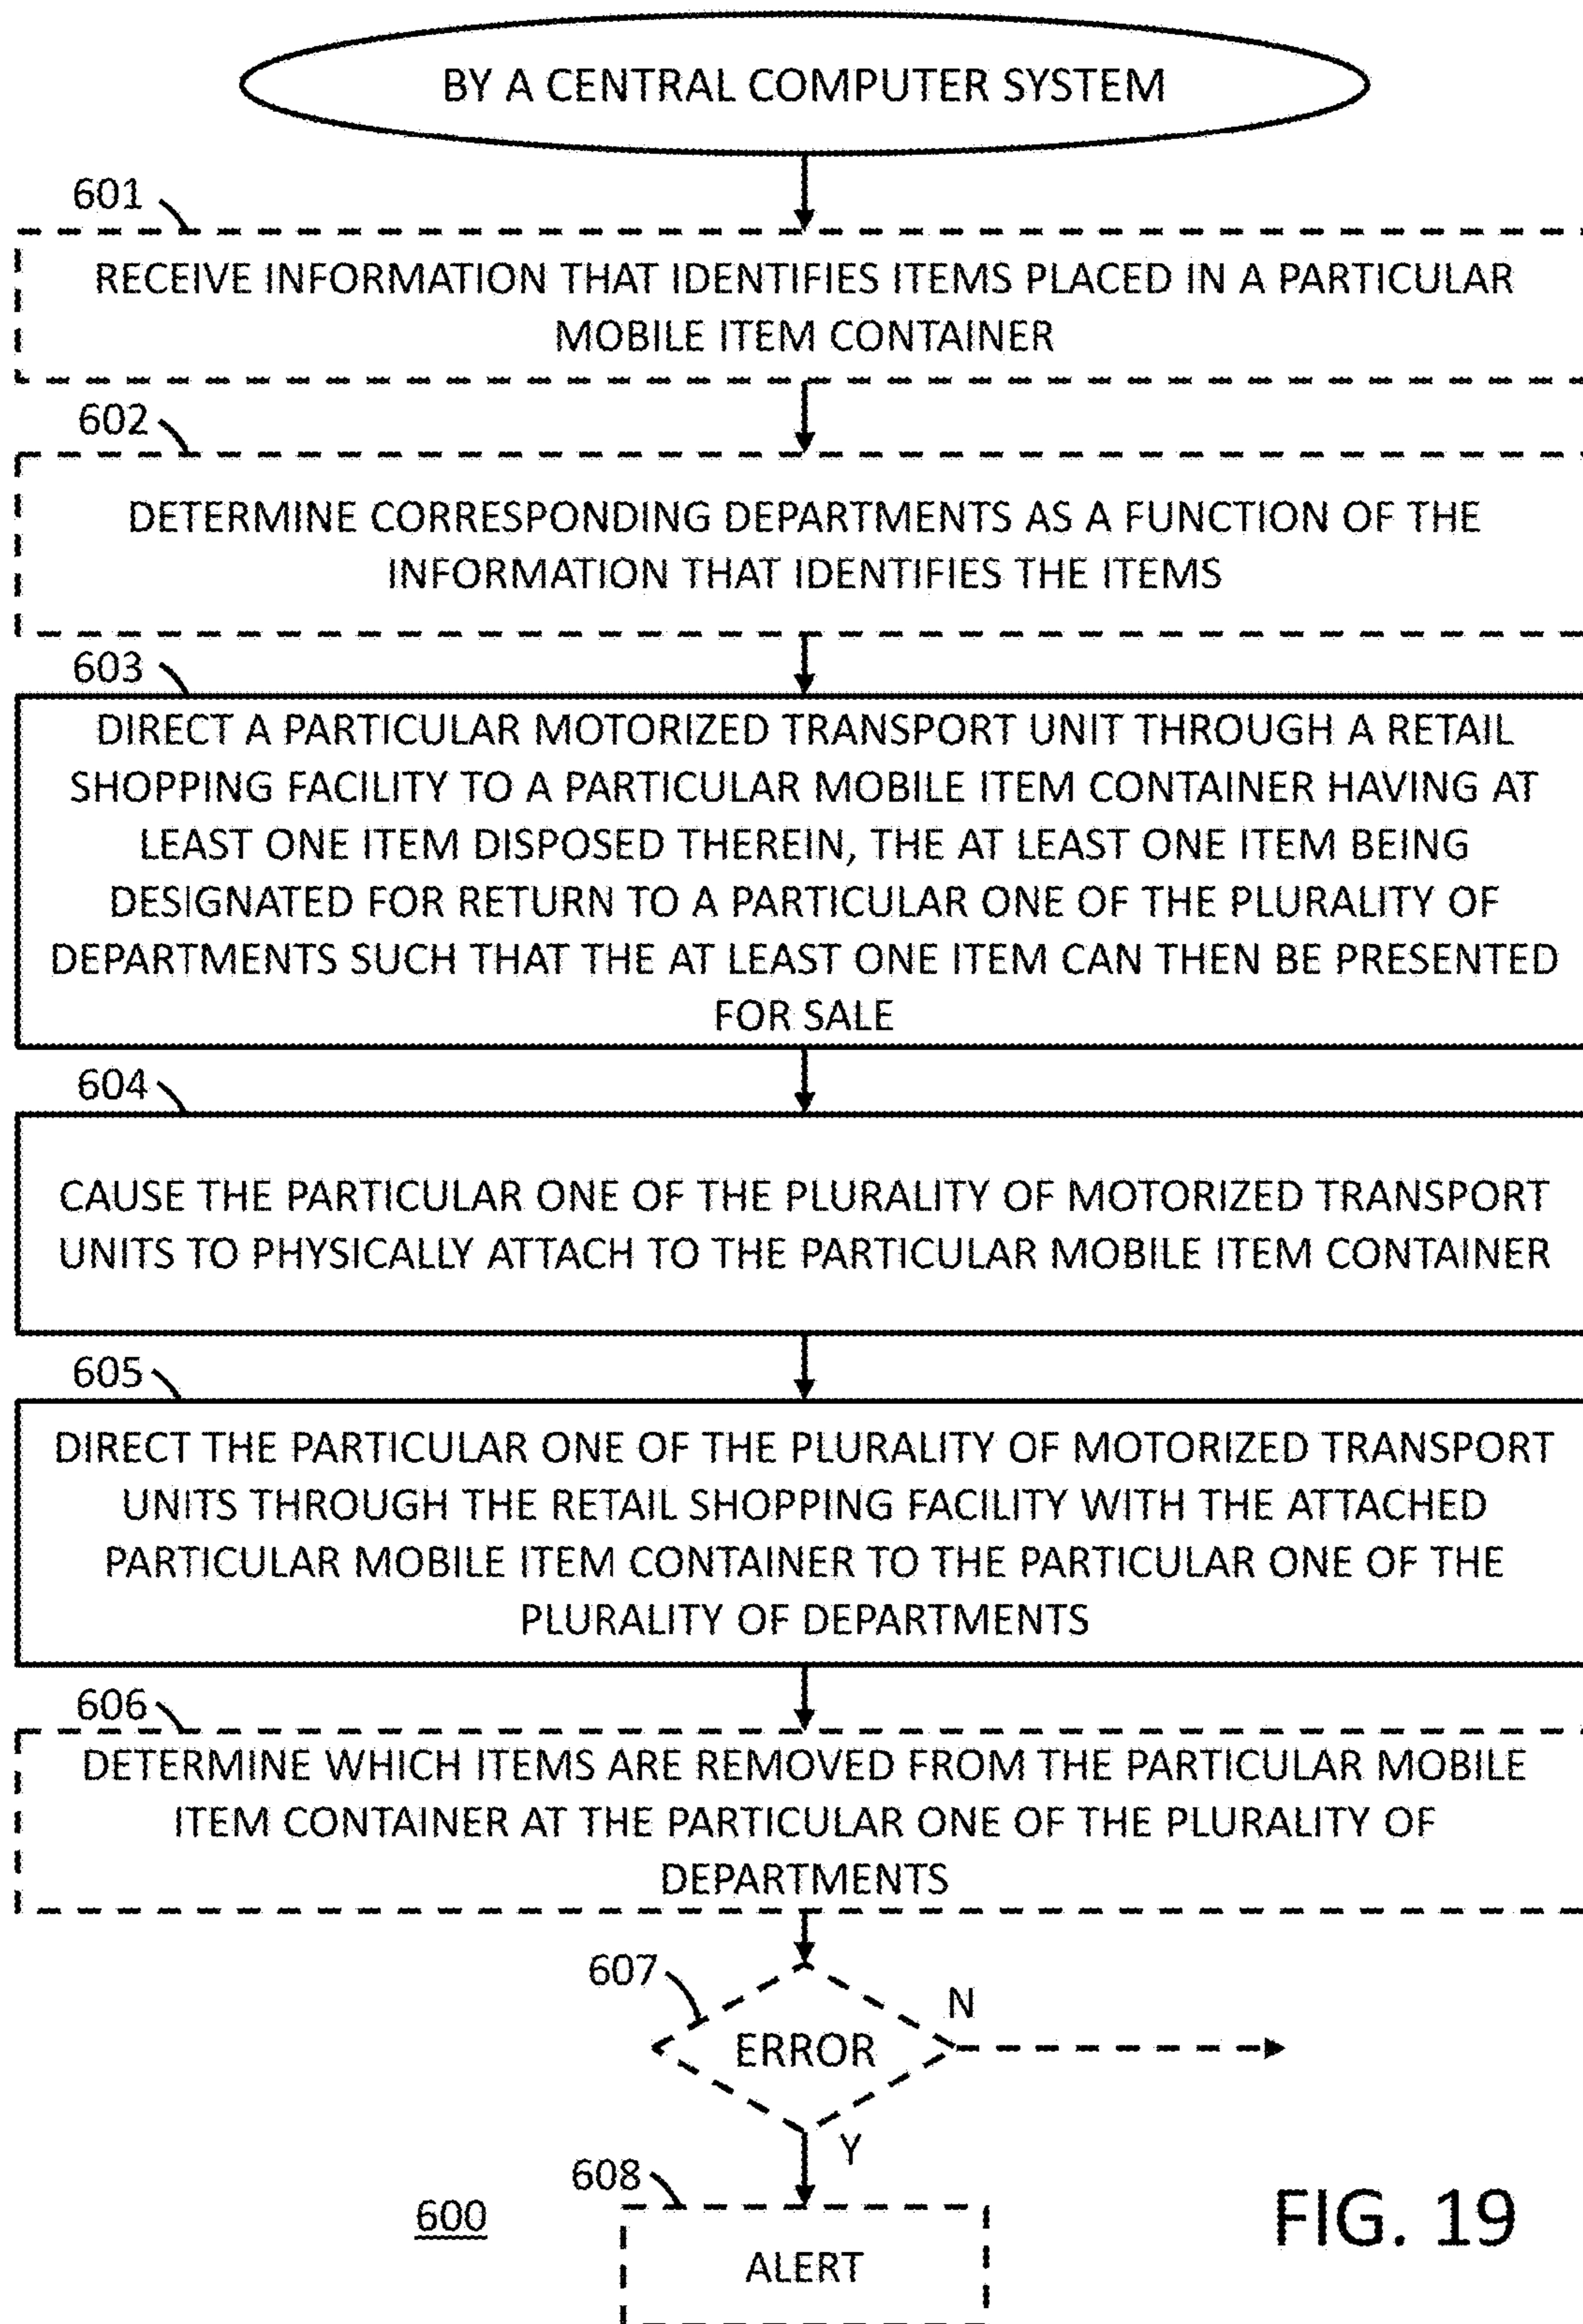 BY A CENTRAL COMPUTER SYSTEM
601
RECEIVE INFORMATION THAT IDENTIFIES ITEMS PLACED IN A PARTICULAR
MOBILE ITEM CONTAINER
602
DETERMINE CORRESPONDING DEPARTMENTS AS A FUNCTION OF THE
INFORMATION THAT IDENTIFIES THE ITEMS
603
DIRECT A PARTICULAR MOTORIZED TRANSPORT UNIT THROUGH A RETAIL
SHOPPING FACILITY TO A PARTICULAR MOBILE ITEM CONTAINER HAVING AT
LEAST ONE ITEM DISPOSED THEREIN, THE AT LEAST ONE ITEM BEING
DESIGNATED FOR RETURN TO A PARTICULAR ONE OF THE PLURALITY OF
DEPARTMENTS SUCH THAT THE AT LEAST ONE ITEM CAN THEN BE PRESENTED
FOR SALE
604
CAUSE THE PARTICULAR ONE OF THE PLURALITY OF MOTORIZED TRANSPORT
UNITS TO PHYSICALLY ATTACH TO THE PARTICULAR MOBILE ITEM CONTAINER
605
DIRECT THE PARTICULAR ONE OF THE PLURALITY OF MOTORIZED TRANSPORT
UNITS THROUGH THE RETAIL SHOPPING FACILITY WITH THE ATTACHED
PARTICULAR MOBILE ITEM CONTAINER TO THE PARTICULAR ONE OF THE
PLURALITY OF DEPARTMENTS
606
DETERMINE WHICH ITEMS ARE REMOVED FROM THE PARTICULAR MOBILE
ITEM CONTAINER AT THE PARTICULAR ONE OF THE PLURALITY OF
DEPARTMENTS
607
N
ERROR
Y
608
600
ALERT
FIG. 19